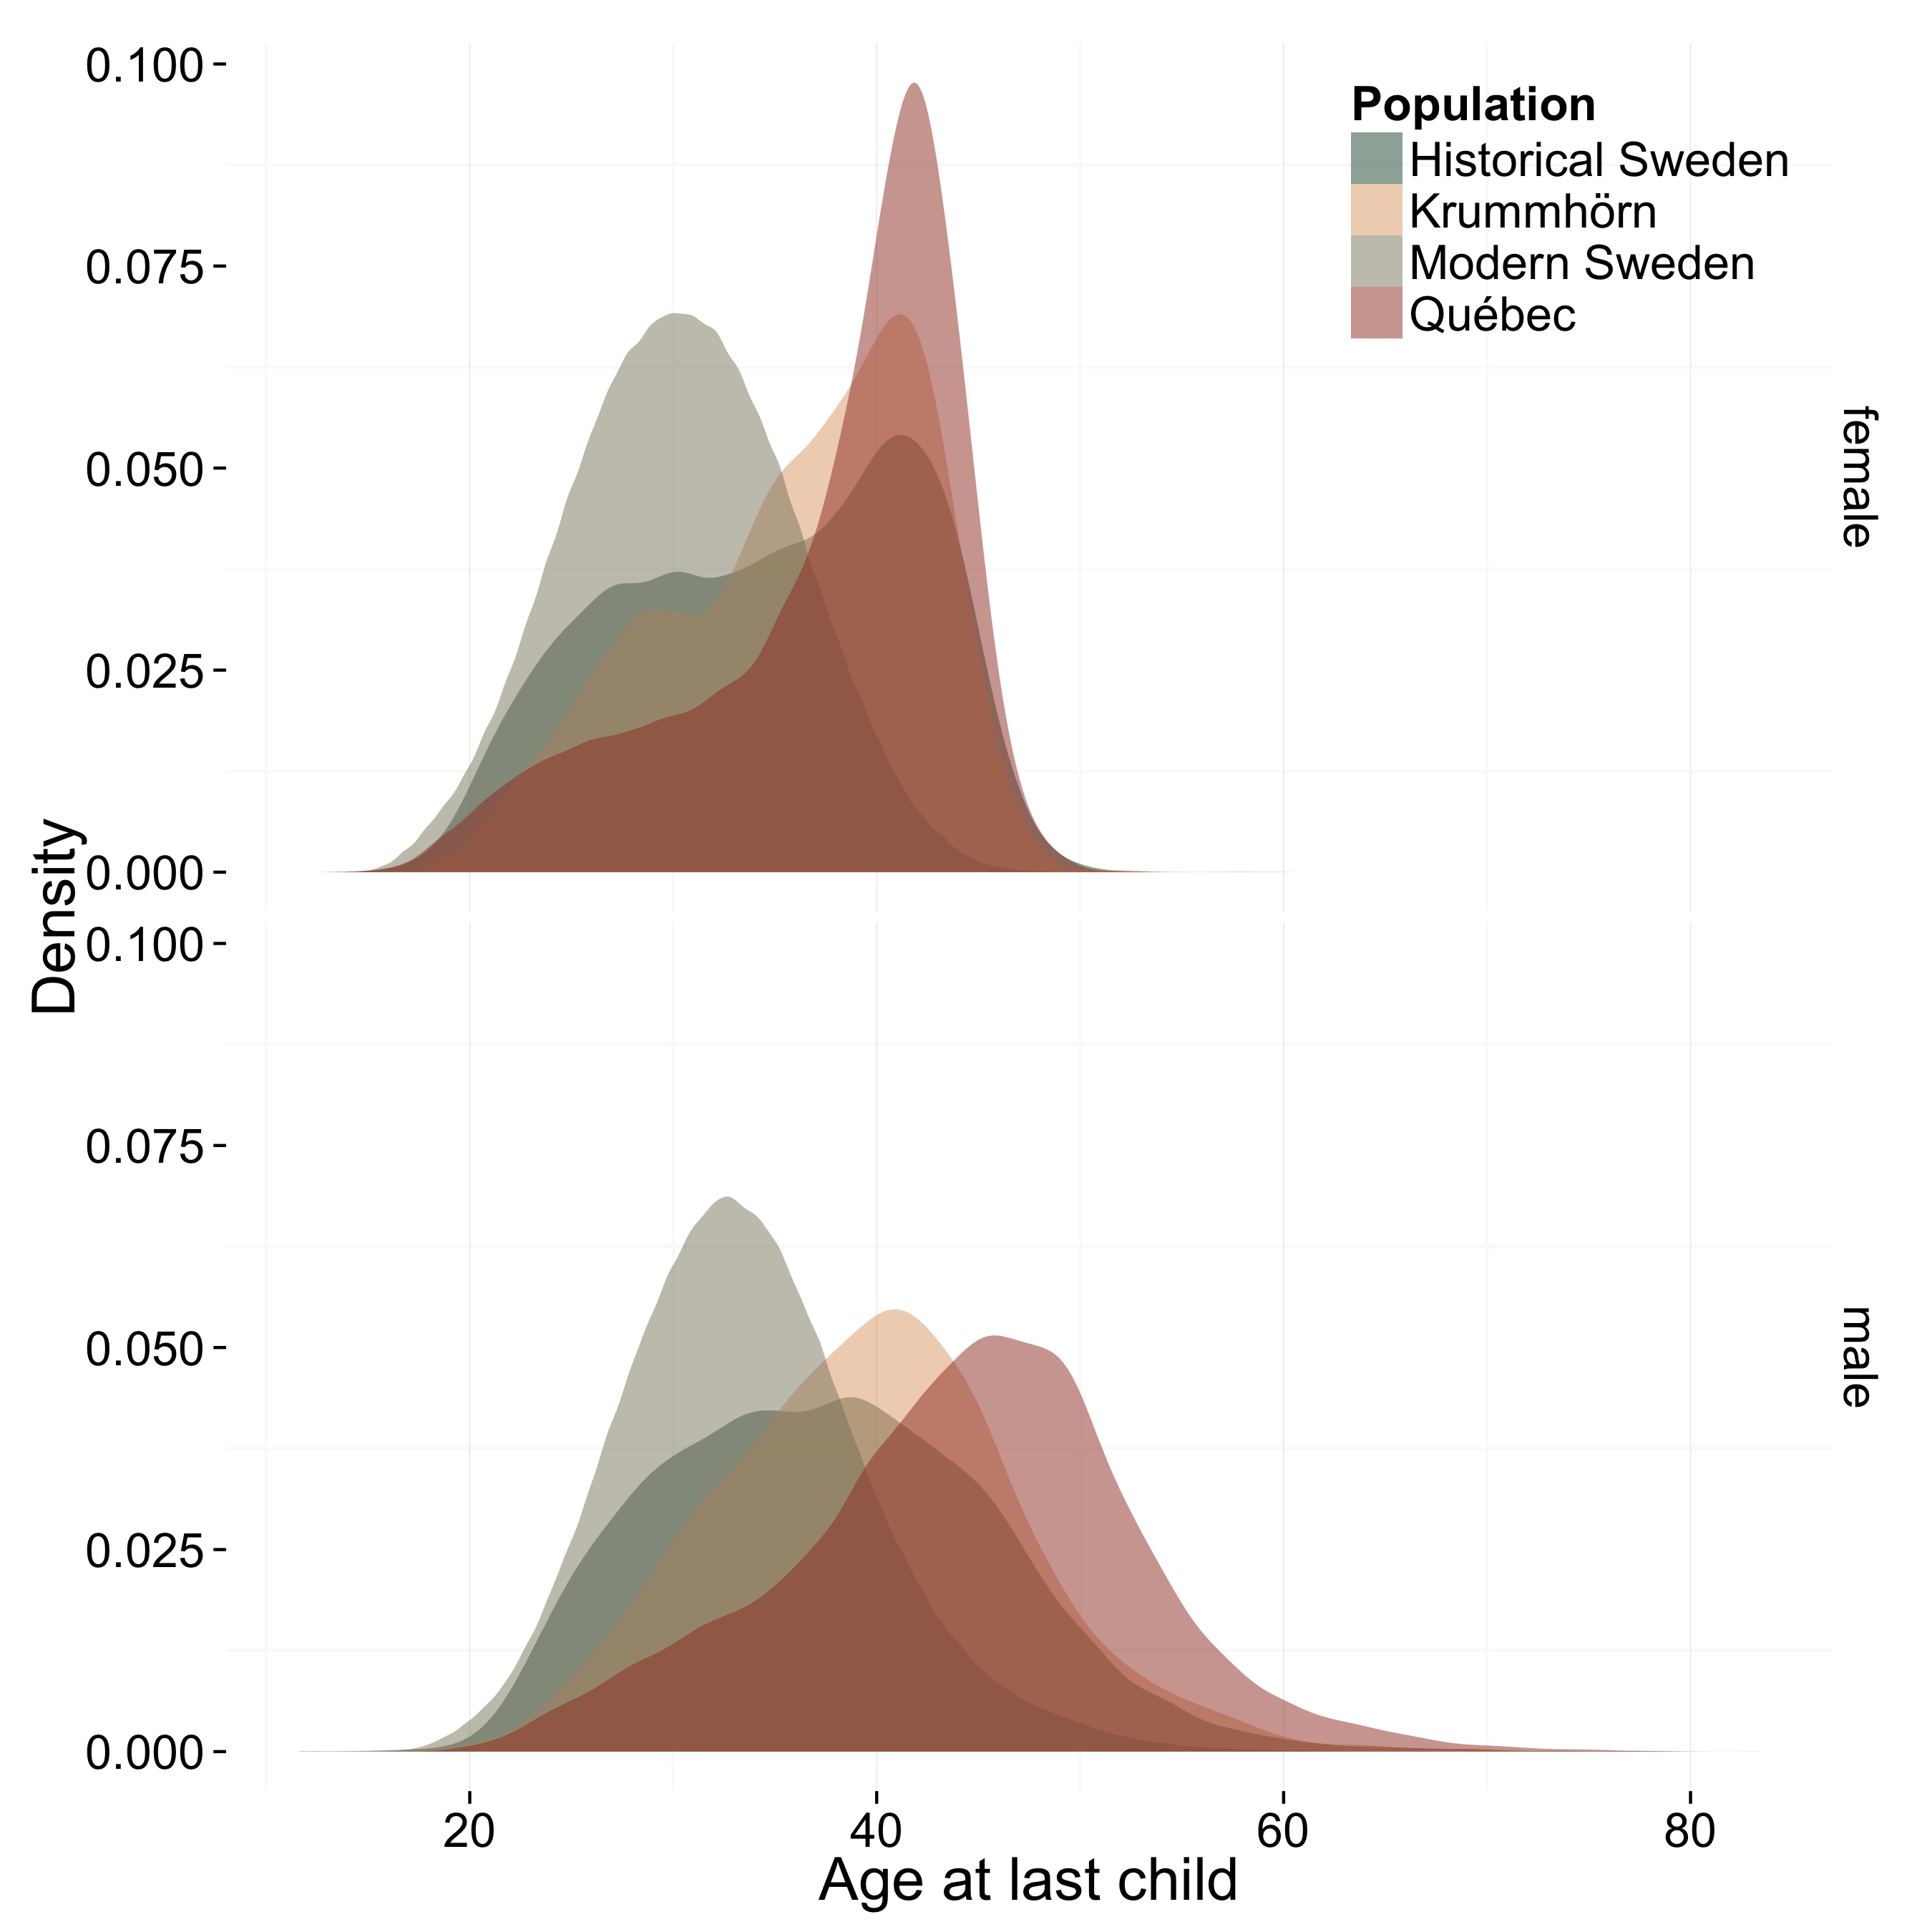 Density
0.100
0.075
0.050
0.025
0.000
Population
Historical Sweden
Krummhörn
Modern Sweden
Québec
female
0.100
0.075
0.050
0.025
0.000
male
20 40 60 80
Age at last child